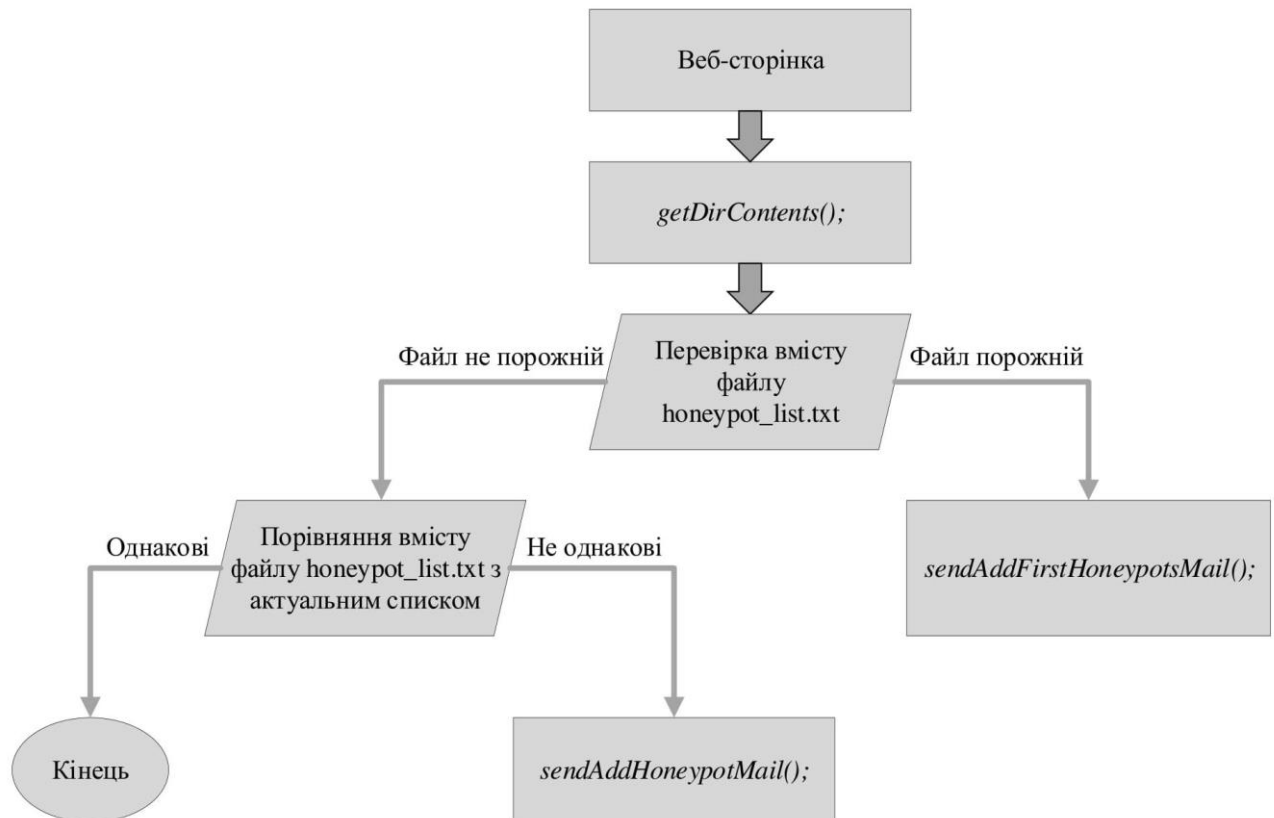 Веб-сторінка
getDirContents();
Файл не порожній
Перевірка вмісту
файлу
honeypot_list.txt
Файл порожній
Однакові
Порівняння вмісту
файлу honeypot_list.txt з
актуальним списком
Не однакові
sendAddFirstHoneypotsMail();
Кінець
sendAddHoneypotMail();